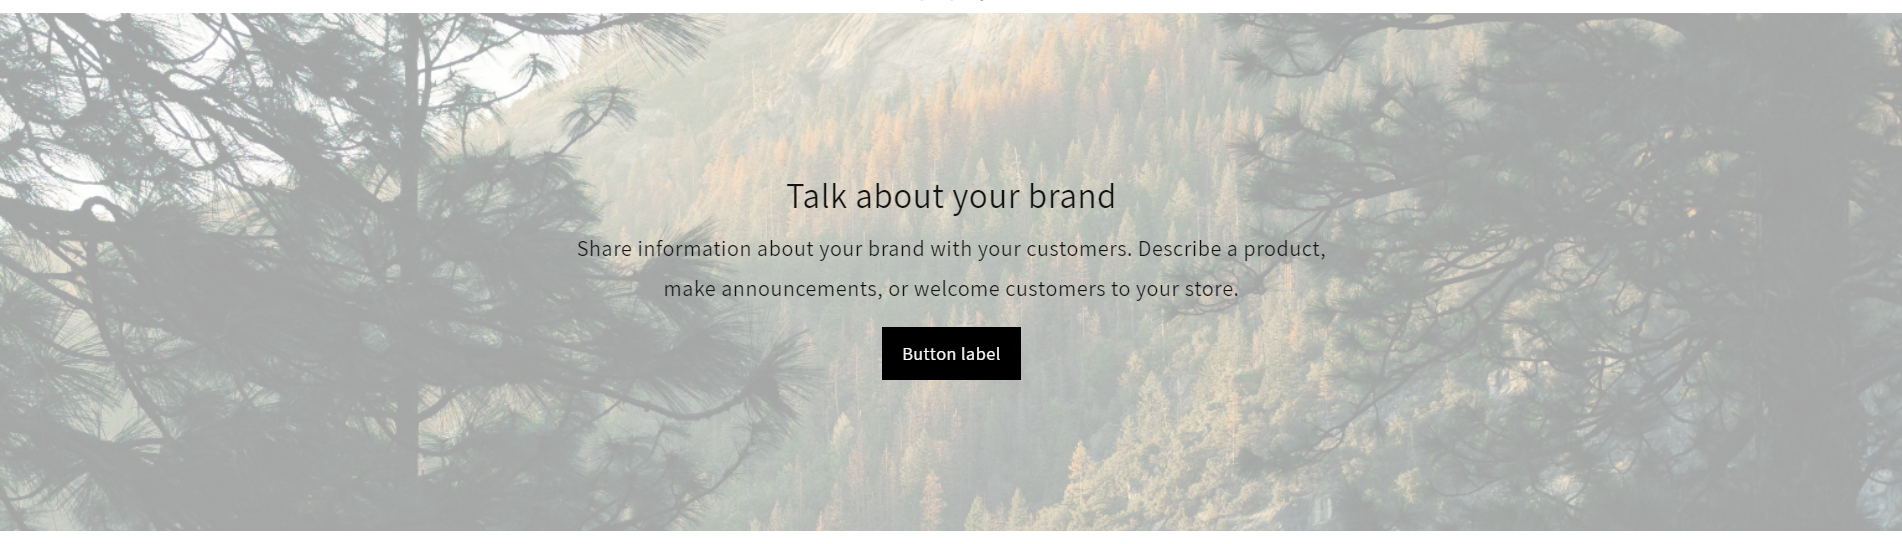 Talk about your brand
Share information about your brand with your customers. Describe a product,
make announcements, or welcome customers to your store.
Button label